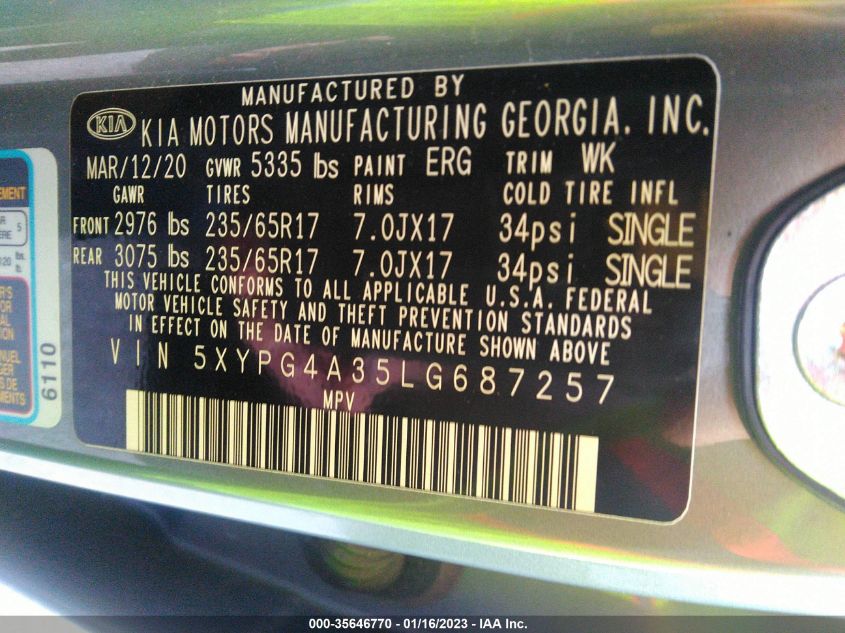 MANUFACTURED BY
KIA KIA MOTORS MANUFACTURING GEORGIA, INC.
MAR/12/20 GVWR 5335 lbs PAINT ERG TRIM WK
GAWR TIRES RIMS COLD TIRE INFL
FRONT 2976 lbs 235/65R17 7.0JX17 34psi SINGLE
REAR 3075 lbs 235/65R17 7.0JX17 34psi SINGLE
THIS VEHICLE CONFORMS TO ALL APPLICABLE U.S.A. FEDERAL
MOTOR VEHICLE SAFETY AND THEFT PREVENTION STANDARDS
IN EFFECT ON THE DATE OF MANUFACTURE SHOWN ABOVE
VIN 5XYPG4A35LG687257
MPV
6110
000-35646770 - 01/16/2023 - IAA Inc.